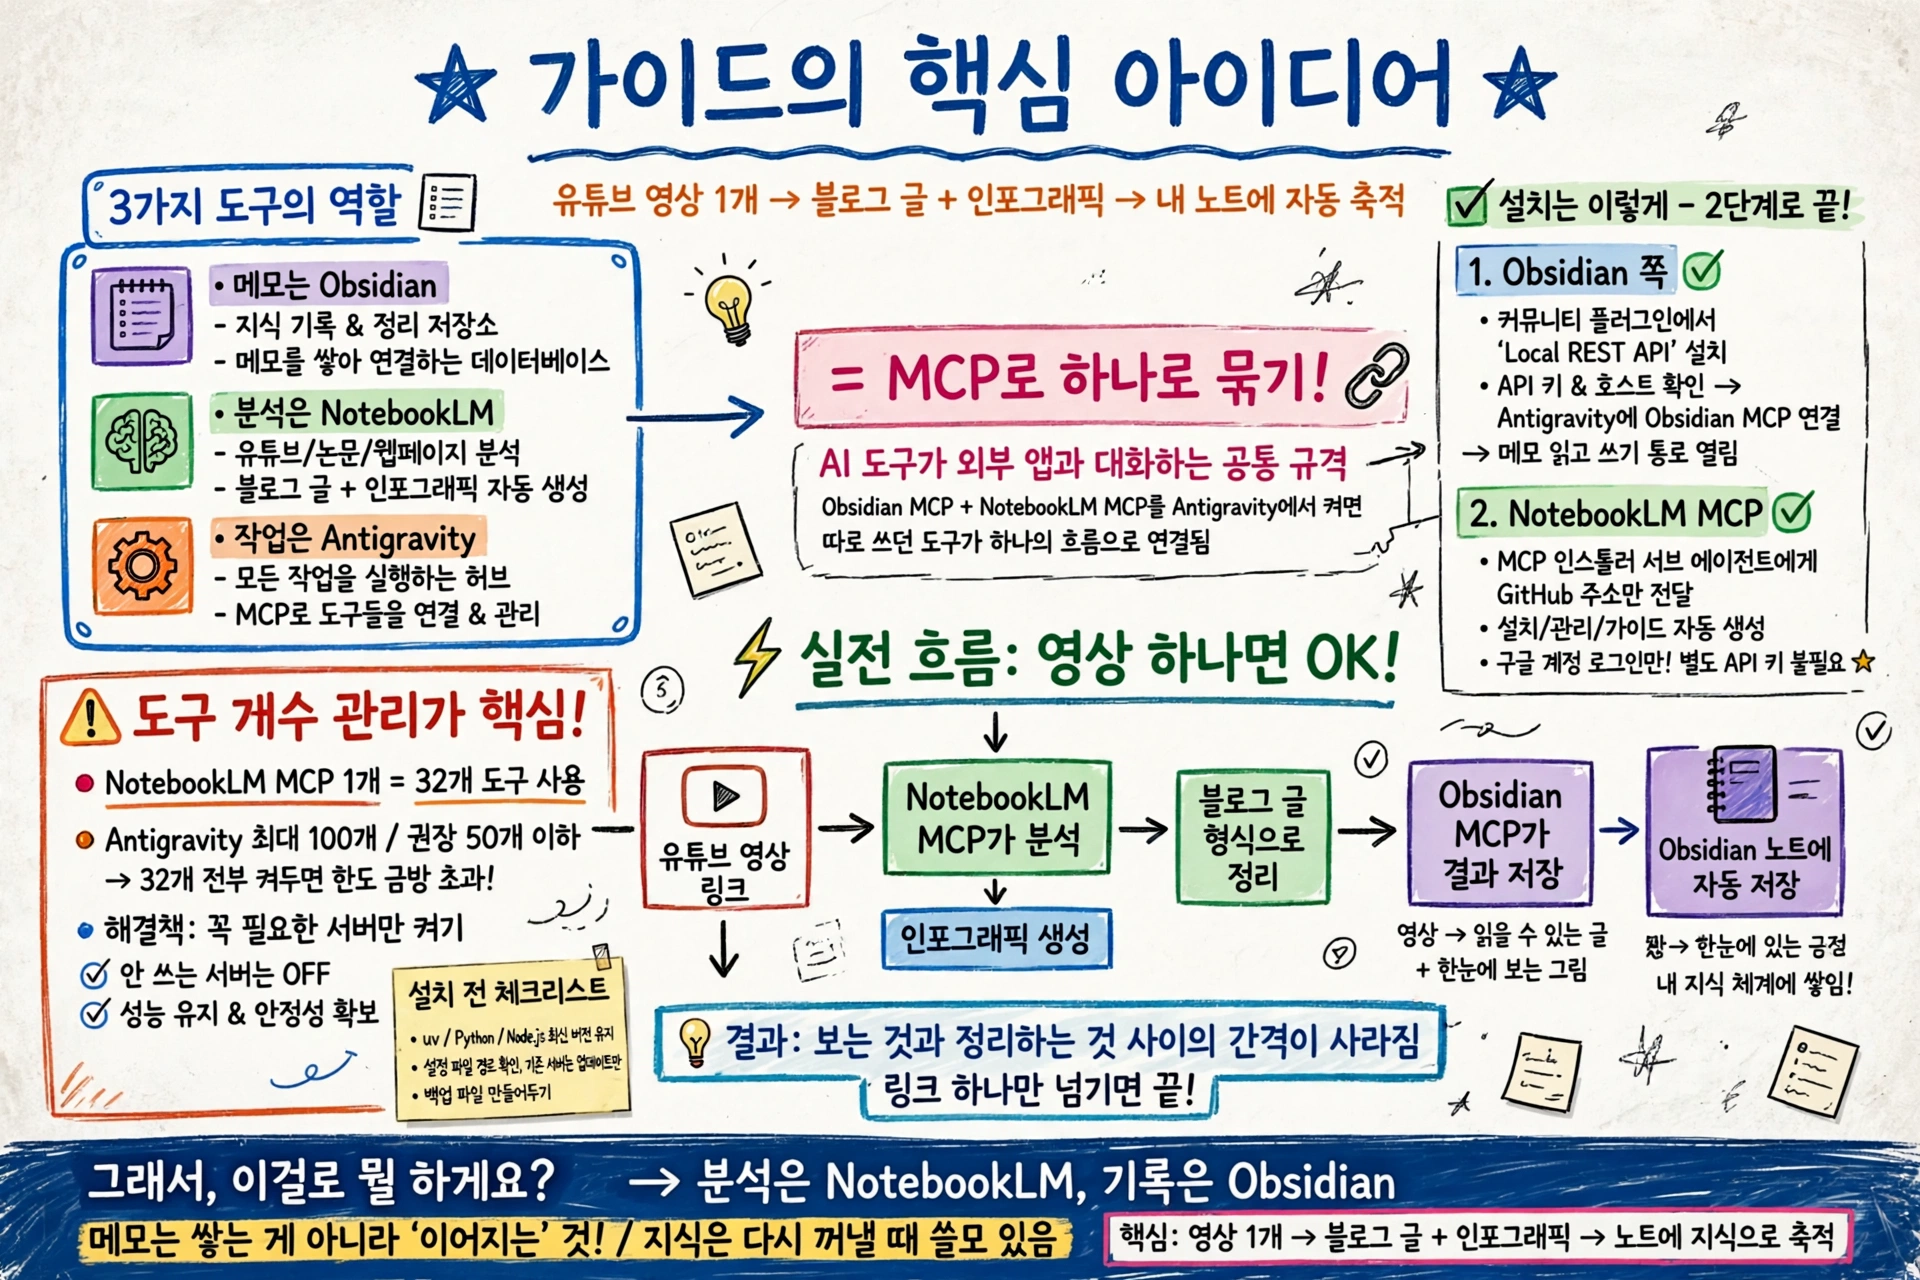 ★ 가이드의 핵심 아이디어 ★
유튜브 영상 1개 → 블로그 글 + 인포그래픽 → 내 노트에 자동 축적
3가지 도구의 역할
• 메모는 Obsidian
- 지식 기록 & 정리 저장소
- 메모를 쌓아 연결하는 데이터베이스
• 분석은 NotebookLM
- 유튜브/논문/웹페이지 분석
- 블로그 글 + 인포그래픽 자동 생성
• 작업은 Antigravity
- 모든 작업을 실행하는 허브
- MCP로 도구들을 연결 & 관리
= MCP로 하나로 묶기!
AI 도구가 외부 앱과 대화하는 공통 규격
Obsidian MCP + NotebookLM MCP를 Antigravity에서 켜면
따로 쓰던 도구가 하나의 흐름으로 연결됨
설치는 이렇게 – 2단계로 끝!
1. Obsidian 쪽
• 커뮤니티 플러그인에서
‘Local REST API’ 설치
• API 키 & 호스트 확인 →
Antigravity에 Obsidian MCP 연결
→ 메모 읽고 쓰기 통로 열림
2. NotebookLM MCP
• MCP 인스톨러 서브 에이전트에게
GitHub 주소만 전달
• 설치/관리/가이드 자동 생성
• 구글 계정 로그인만! 별도 API 키 불필요
도구 개수 관리가 핵심!
NotebookLM MCP 1개 = 32개 도구 사용
Antigravity 최대 100개 / 권장 50개 이하
→ 32개 전부 켜두면 한도 금방 초과!
해결책: 꼭 필요한 서버만 켜기
안 쓰는 서버는 OFF
성능 유지 & 안정성 확보
설치 전 체크리스트
• uv / Python / Node.js 최신 버전 유지
• 설정 파일 경로 확인, 기존 서버는 업데이트만
• 백업 파일 만들어두기
실전 흐름: 영상 하나면 OK!
유튜브 영상
링크
NotebookLM
MCP가 분석
인포그래픽 생성
블로그 글
형식으로
정리
Obsidian
MCP가
결과 저장
영상 → 읽을 수 있는 글
+ 한눈에 보는 그림
Obsidian 노트에
자동 저장
→ 한눈에 있는 긍점
내 지식 체계에 쌓임!
결과: 보는 것과 정리하는 것 사이의 간격이 사라짐
링크 하나만 넘기면 끝!
그래서, 이걸로 뭘 하게요? → 분석은 NotebookLM, 기록은 Obsidian
메모는 쌓는 게 아니라 ‘이어지는’ 것! / 지식은 다시 꺼낼 때 쓸모 있음
핵심: 영상 1개 → 블로그 글 + 인포그래픽 → 노트에 지식으로 축적